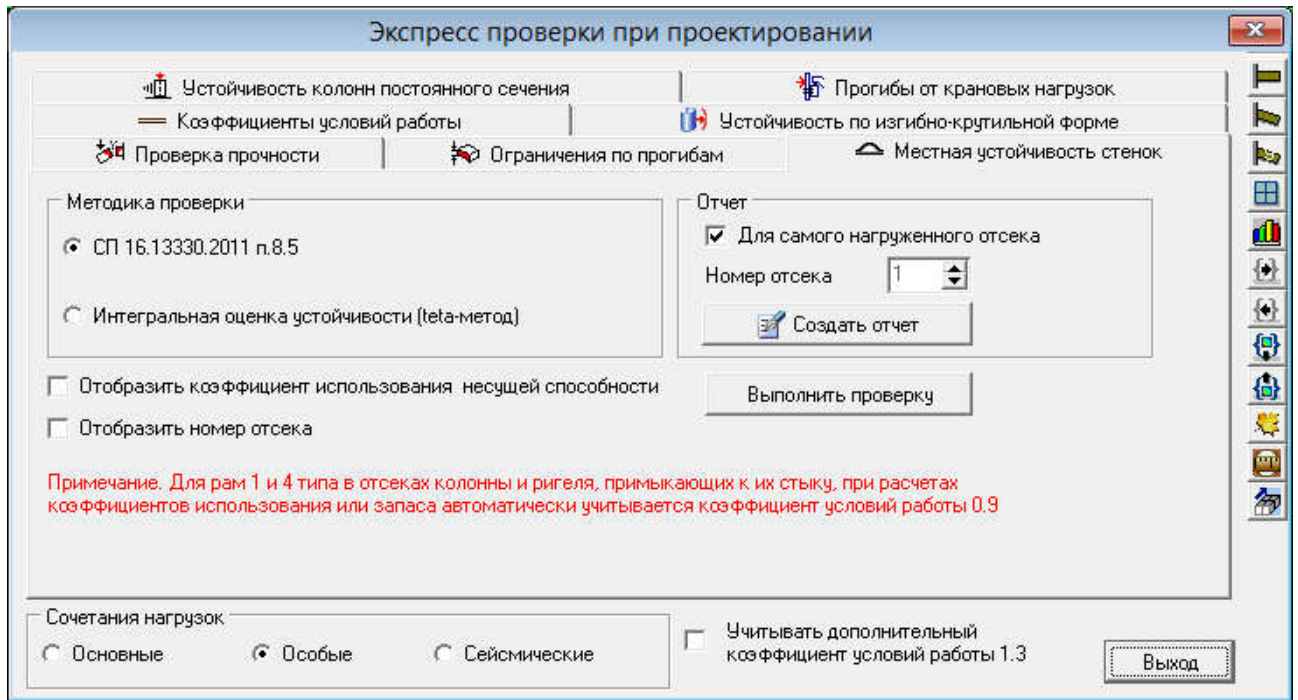 Экспресс проверки при проектировании
Устойчивость колонн постоянного сечения
Прогибы от крановых нагрузок
Коэффициенты условий работы
Устойчивость по изгибно-крутильной форме
Проверка прочности
Ограничения по прогибам
Местная устойчивость стенок
Методика проверки
СП 16.13330.2011 п.8.5
Интегральная оценка устойчивости (teta-метод)
Отчет
Для самого нагруженного отсека
Номер отсека
1
Создать отчет
Отобразить коэффициент использования несущей способности
Выполнить проверку
Отобразить номер отсека
Примечание. Для рам 1 и 4 типа в отсеках колонны и ригеля, примыкающих к их стыку, при расчетах
коэффициентов использования или запаса автоматически учитывается коэффициент условий работы 0.9
Сочетания нагрузок
Основные
Особые
Сейсмические
Учитывать дополнительный
коэффициент условий работы 1.3
Выход